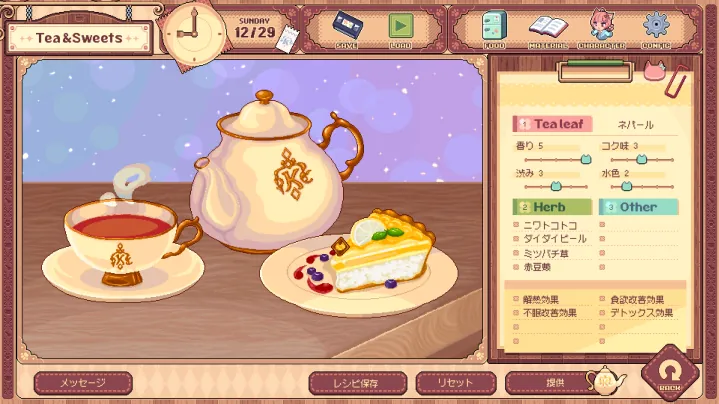 Tea&Sweets
SUNDAY
12/29
SAVE
LOAD
FOOD
MATERIAL
CHARACTER
CONFIG
1 Tealeaf
ネパール
香り 5
コク味 3
渋み 3
水色 2
2 Herb
3 Other
ニワトコトコ
ダイダイピール
ミツバチ草
赤豆蔲
解熱効果
食欲改善効果
不眠改善効果
デトックス効果
K
K
メッセージ
レシピ保存
リセット
提供
BACK